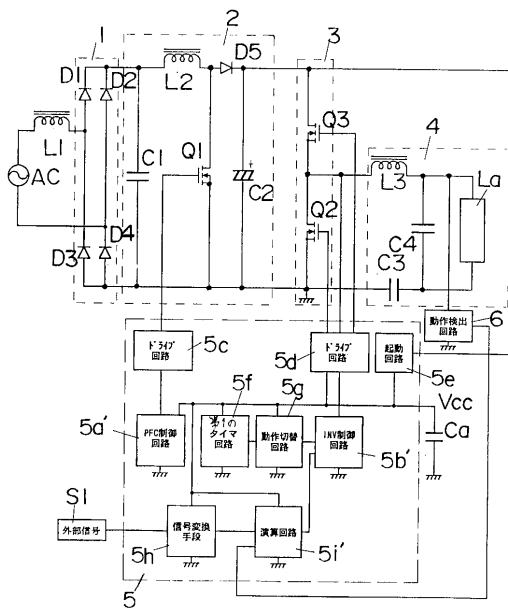 1
2
3
D1
D2
D5
L2
Q3
4
L1
C1
Q1
L3
La
AC
C2
Q2
C4
D3
D4
C3
6
動作検出
回路
ドライブ
回路
5c
ドライブ
回路
5d
起動
回路
5e
5f
5g
Vcc
5a'
PFC制御
回路
第1の
タイマ
回路
動作切替
回路
INV制御
回路
5b'
Ca
S1
外部信号
信号変換
手段
5h
演算回路
5i'
5